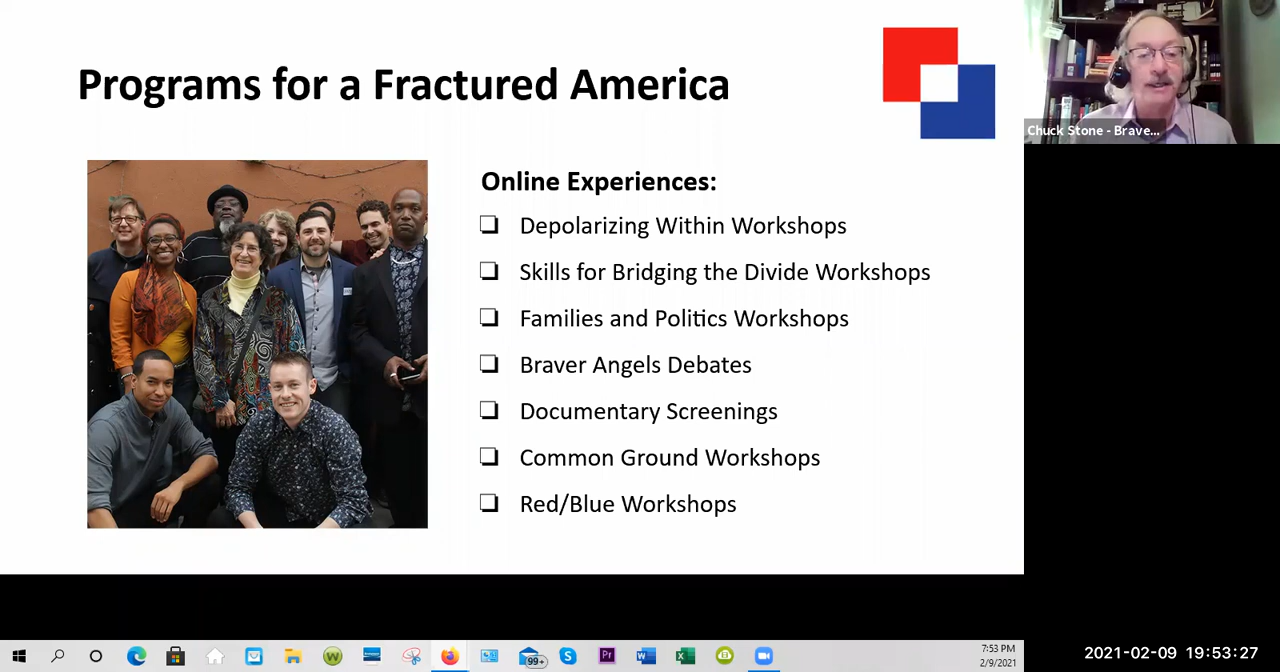 Programs for a Fractured America
Chuck Stone - Brave...
Online Experiences:
❏ Depolarizing Within Workshops
❏ Skills for Bridging the Divide Workshops
❏ Families and Politics Workshops
❏ Braver Angels Debates
❏ Documentary Screenings
❏ Common Ground Workshops
❏ Red/Blue Workshops
99+
Pr
7:53 PM
2/9/2021
2021-02-09 19:53:27